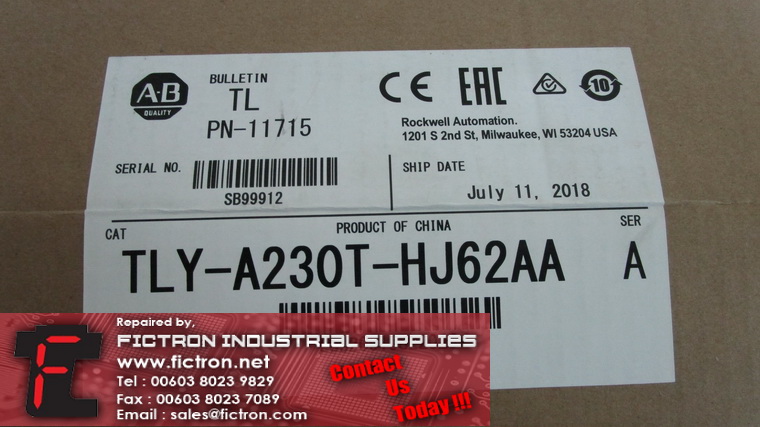 A-B
QUALITY
BULLETIN
TL
PN-11715
CE EAC
10
Rockwell Automation.
1201 S 2nd St, Milwaukee, WI 53204 USA
SERIAL NO.
SB99912
SHIP DATE
July 11, 2018
CAT
PRODUCT OF CHINA
SER
TLY-A230T-HJ62AA
A
Repaired by,
FICTRON INDUSTRIAL SUPPLIES
www.fictron.net
Tel : 00603 8023 9829
Fax : 00603 8023 7089
Email : sales@fictron.com
Contact
Us
Today !!!